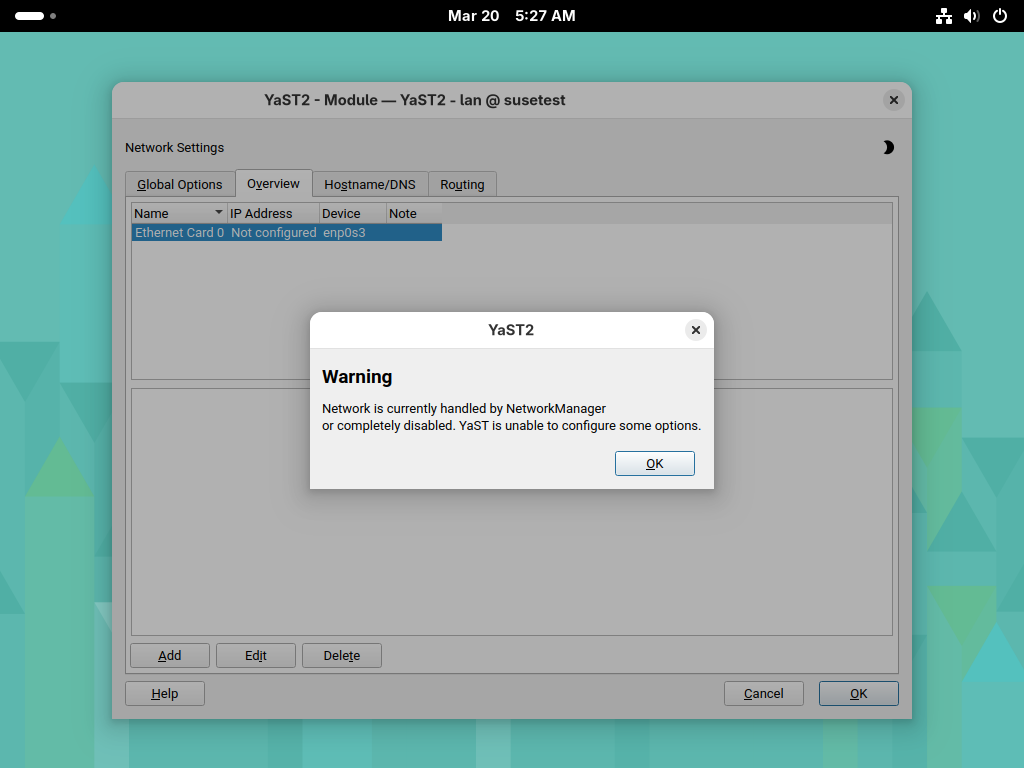 Mar 20 5:27 AM
YaST2 - Module — YaST2 - lan @ susetest
Network Settings
Global Options Overview Hostname/DNS Routing
Name IP Address Device Note
Ethernet Card 0 Not configured enp0s3
YaST2
Warning
Network is currently handled by NetworkManager
or completely disabled. YaST is unable to configure some options.
OK
Add Edit Delete
Help Cancel OK